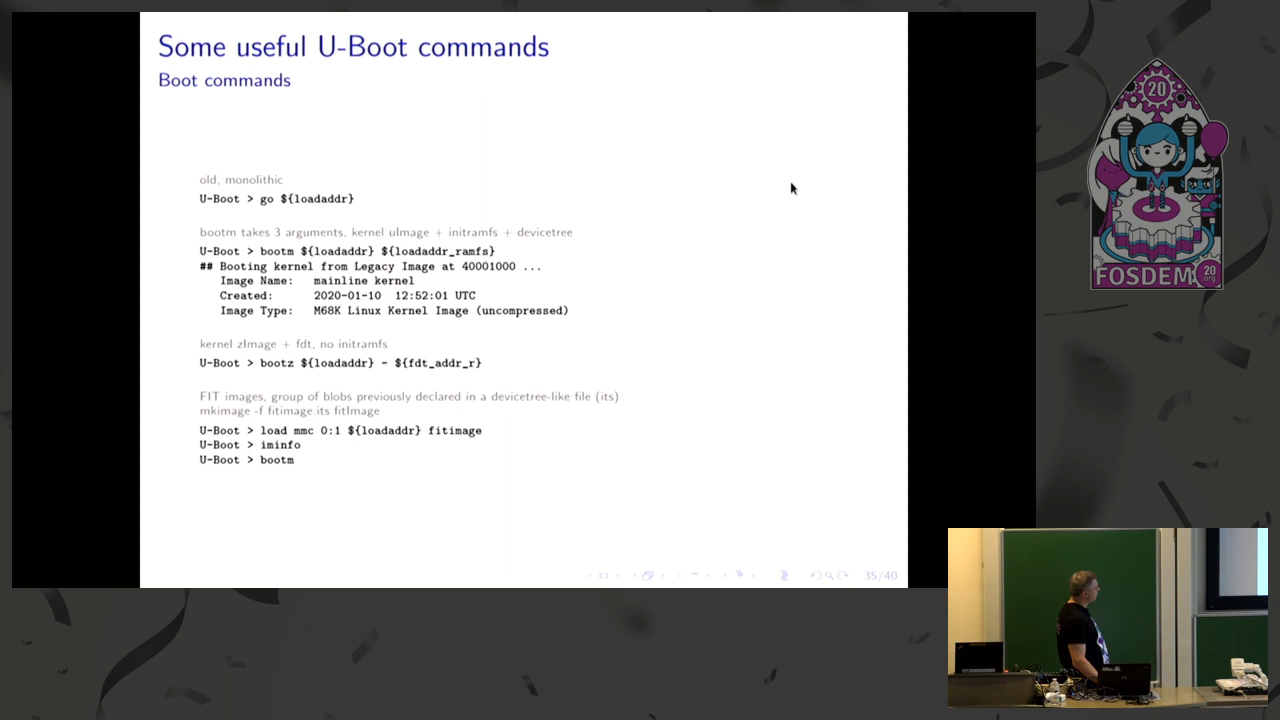 Some useful U-Boot commands
Boot commands
old, monolithic
U-Boot > go ${loadaddr}
bootm takes 3 arguments, kernel uImage + initramfs + devicetree
U-Boot > bootm ${loadaddr} ${loadaddr_ramfs}
## Booting kernel from Legacy Image at 40001000 ...
Image Name: mainline kernel
Created: 2020-01-10 12:52:01 UTC
Image Type: M68K Linux Kernel Image (uncompressed)
kernel zImage + fdt, no initramfs
U-Boot > bootz ${loadaddr} - ${fdt_addr_r}
FIT images, group of blobs previously declared in a devicetree-like file (its)
mkimage -f fitimage.its fitImage
U-Boot > load mmc 0:1 ${loadaddr} fitimage
U-Boot > iminfo
U-Boot > bootm
35/40
20
FOSDEM 20
.org